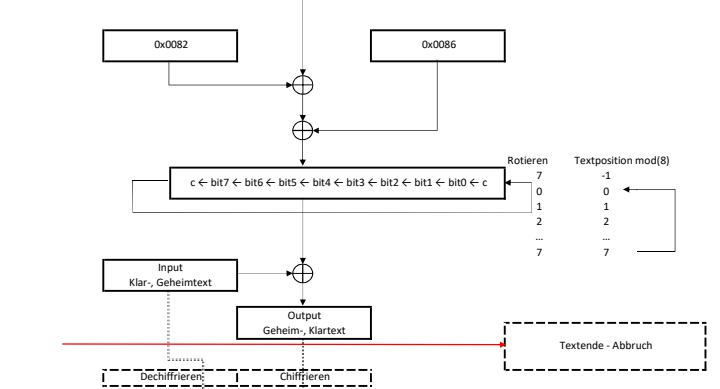 0x0082
0x0086
Rotieren Textposition mod(8)
7 -1
c ← bit7 ← bit6 ← bit5 ← bit4 ← bit3 ← bit2 ← bit1 ← bit0 ← c
0 0
1 1
2 2
... ...
7 7
Input
Klar-, Geheimtext
Output
Geheim-, Klartext
Textende - Abbruch
Dechiffrieren
Chiffrieren